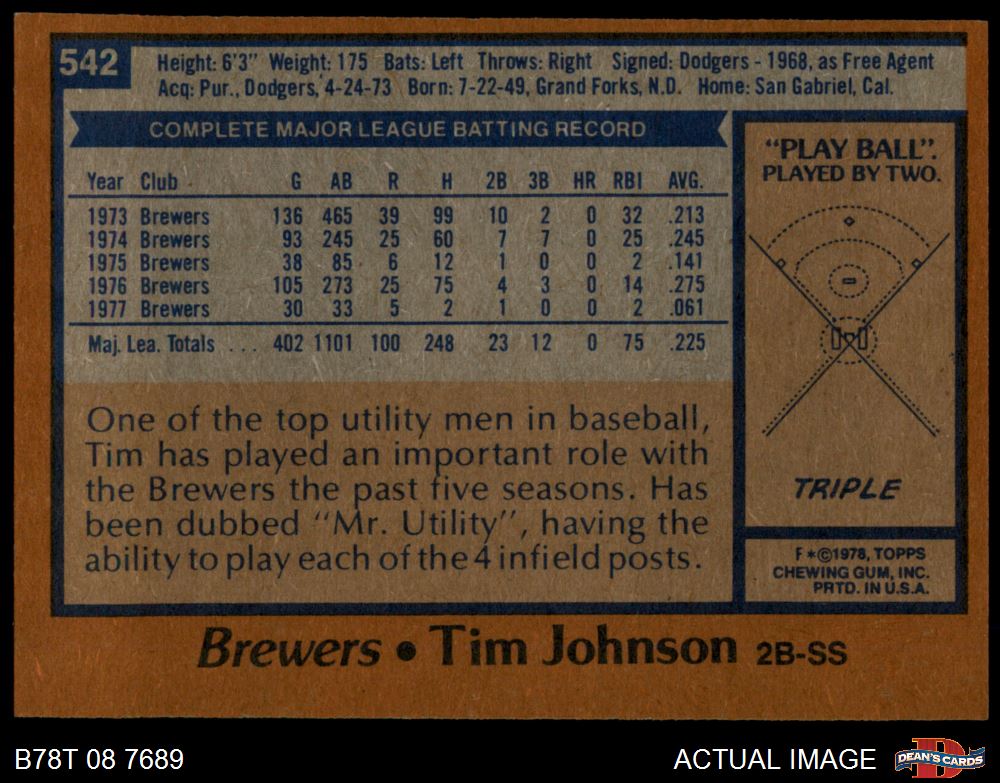 542
Height: 6'3" Weight: 175 Bats: Left Throws: Right Signed: Dodgers - 1968, as Free Agent
Acq: Pur., Dodgers, 4-24-73 Born: 7-22-49, Grand Forks, N.D. Home: San Gabriel, Cal.
COMPLETE MAJOR LEAGUE BATTING RECORD
Year Club G AB R H 2B 3B HR RBI AVG.
1973 Brewers 136 465 39 99 10 2 0 32 .213
1974 Brewers 93 245 25 60 7 7 0 25 .245
1975 Brewers 38 85 6 12 1 0 0 2 .141
1976 Brewers 105 273 25 75 4 3 0 14 .275
1977 Brewers 30 33 5 2 1 0 0 2 .061
Maj. Lea. Totals ... 402 1101 100 248 23 12 0 75 .225
One of the top utility men in baseball,
Tim has played an important role with
the Brewers the past five seasons. Has
been dubbed "Mr. Utility", having the
ability to play each of the 4 infield posts.
"PLAY BALL".
PLAYED BY TWO.
TRIPLE
F*©1978, TOPPS
CHEWING GUM, INC.
PRTD. IN U.S.A.
Brewers • Tim Johnson 2B-SS
B78T 08 7689
ACTUAL IMAGE
D
DEAN'S CARDS